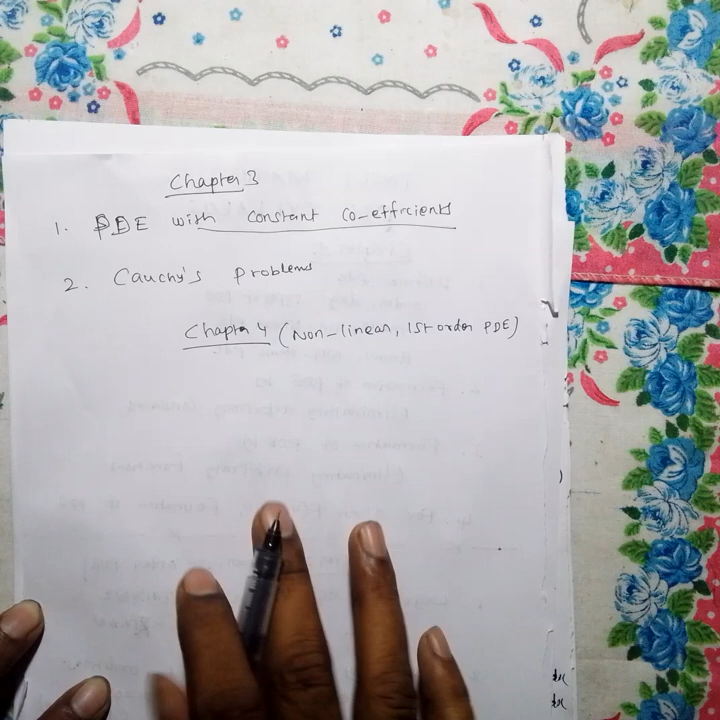 Chapter 3
1. PDE with constant co-efficients
2. Cauchy's problems
Chapter 4 (Non-linear, 1st order PDE)